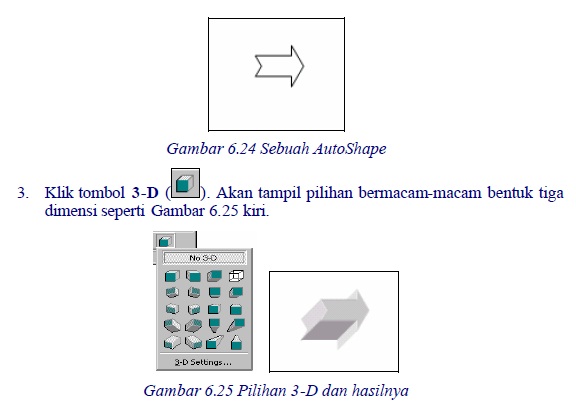 Gambar 6.24 Sebuah AutoShape
3. Klik tombol 3-D ( ). Akan tampil pilihan bermacam-macam bentuk tiga
dimensi seperti Gambar 6.25 kiri.
No 3-D
3-D Settings...
Gambar 6.25 Pilihan 3-D dan hasilnya